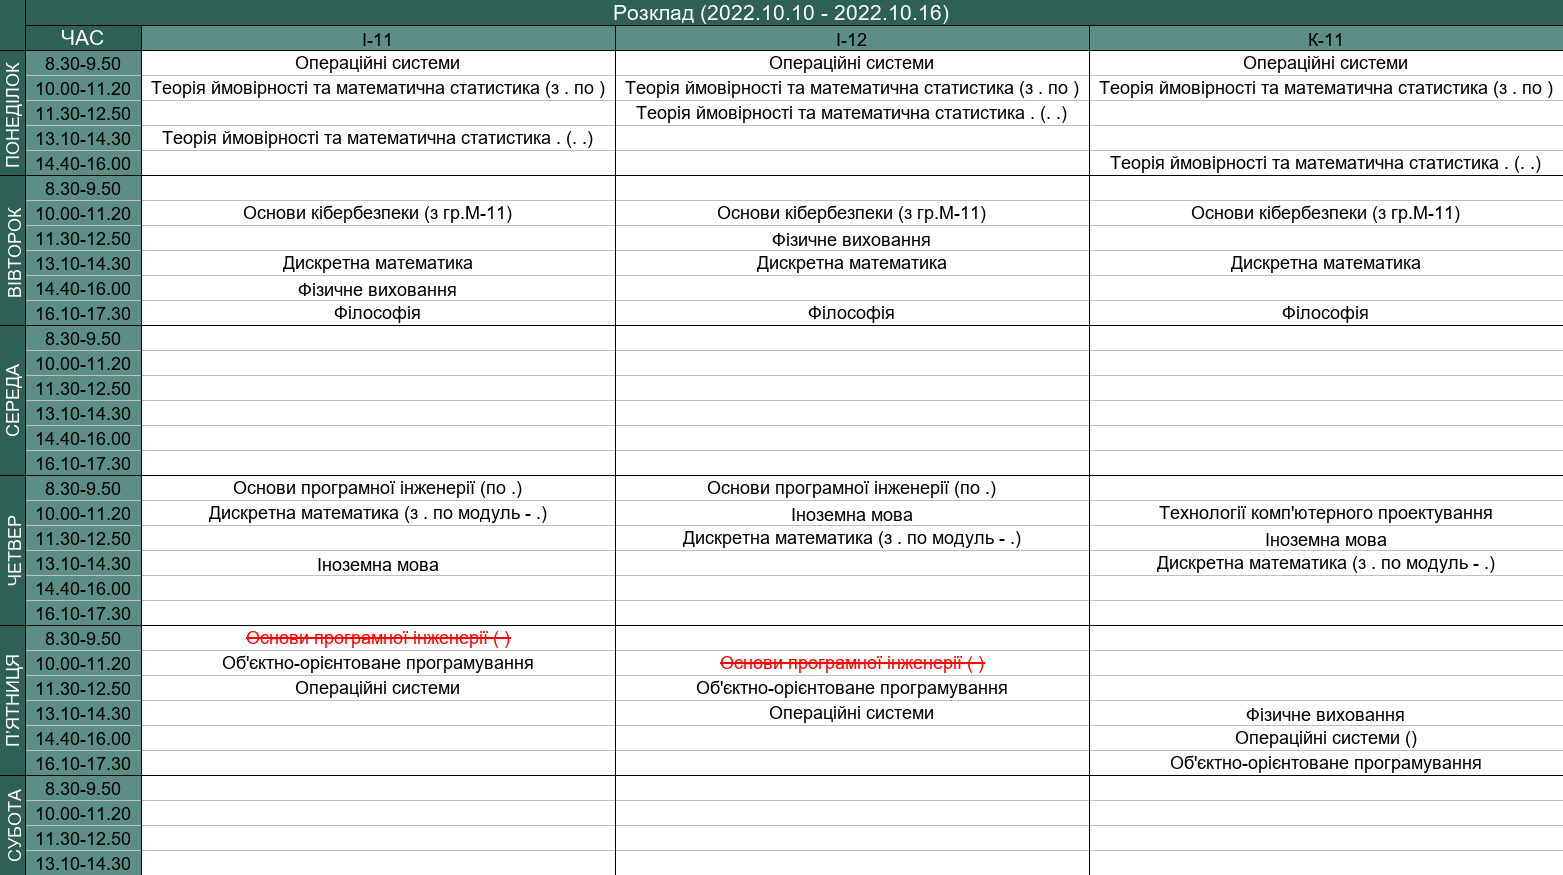 Розклад (2022.10.10 - 2022.10.16)
ЧАС І-11 І-12 К-11
ПОНЕДІЛОК
8.30-9.50 Операційні системи Операційні системи Операційні системи
10.00-11.20 Теорія ймовірності та математична статистика (з . по ) Теорія ймовірності та математична статистика (з . по ) Теорія ймовірності та математична статистика (з . по )
11.30-12.50 Теорія ймовірності та математична статистика . (. .)
13.10-14.30 Теорія ймовірності та математична статистика . (. .)
14.40-16.00 Теорія ймовірності та математична статистика . (. .)
ВІВТОРОК
8.30-9.50
10.00-11.20 Основи кібербезпеки (з гр.М-11) Основи кібербезпеки (з гр.М-11) Основи кібербезпеки (з гр.М-11)
11.30-12.50 Фізичне виховання
13.10-14.30 Дискретна математика Дискретна математика Дискретна математика
14.40-16.00 Фізичне виховання
16.10-17.30 Філософія Філософія Філософія
СЕРЕДА
8.30-9.50
10.00-11.20
11.30-12.50
13.10-14.30
14.40-16.00
16.10-17.30
ЧЕТВЕР
8.30-9.50 Основи програмної інженерії (по .) Основи програмної інженерії (по .)
10.00-11.20 Дискретна математика (з . по модуль - .) Іноземна мова Технології комп'ютерного проектування
11.30-12.50 Дискретна математика (з . по модуль - .) Іноземна мова
13.10-14.30 Іноземна мова Дискретна математика (з . по модуль - .)
14.40-16.00
16.10-17.30
П'ЯТНИЦЯ
8.30-9.50 Основи програмної інженерії (-)
10.00-11.20 Об'єктно-орієнтоване програмування Основи програмної інженерії (-)
11.30-12.50 Операційні системи Об'єктно-орієнтоване програмування
13.10-14.30 Операційні системи Фізичне виховання
14.40-16.00 Операційні системи ()
16.10-17.30 Об'єктно-орієнтоване програмування
СУБОТА
8.30-9.50
10.00-11.20
11.30-12.50
13.10-14.30